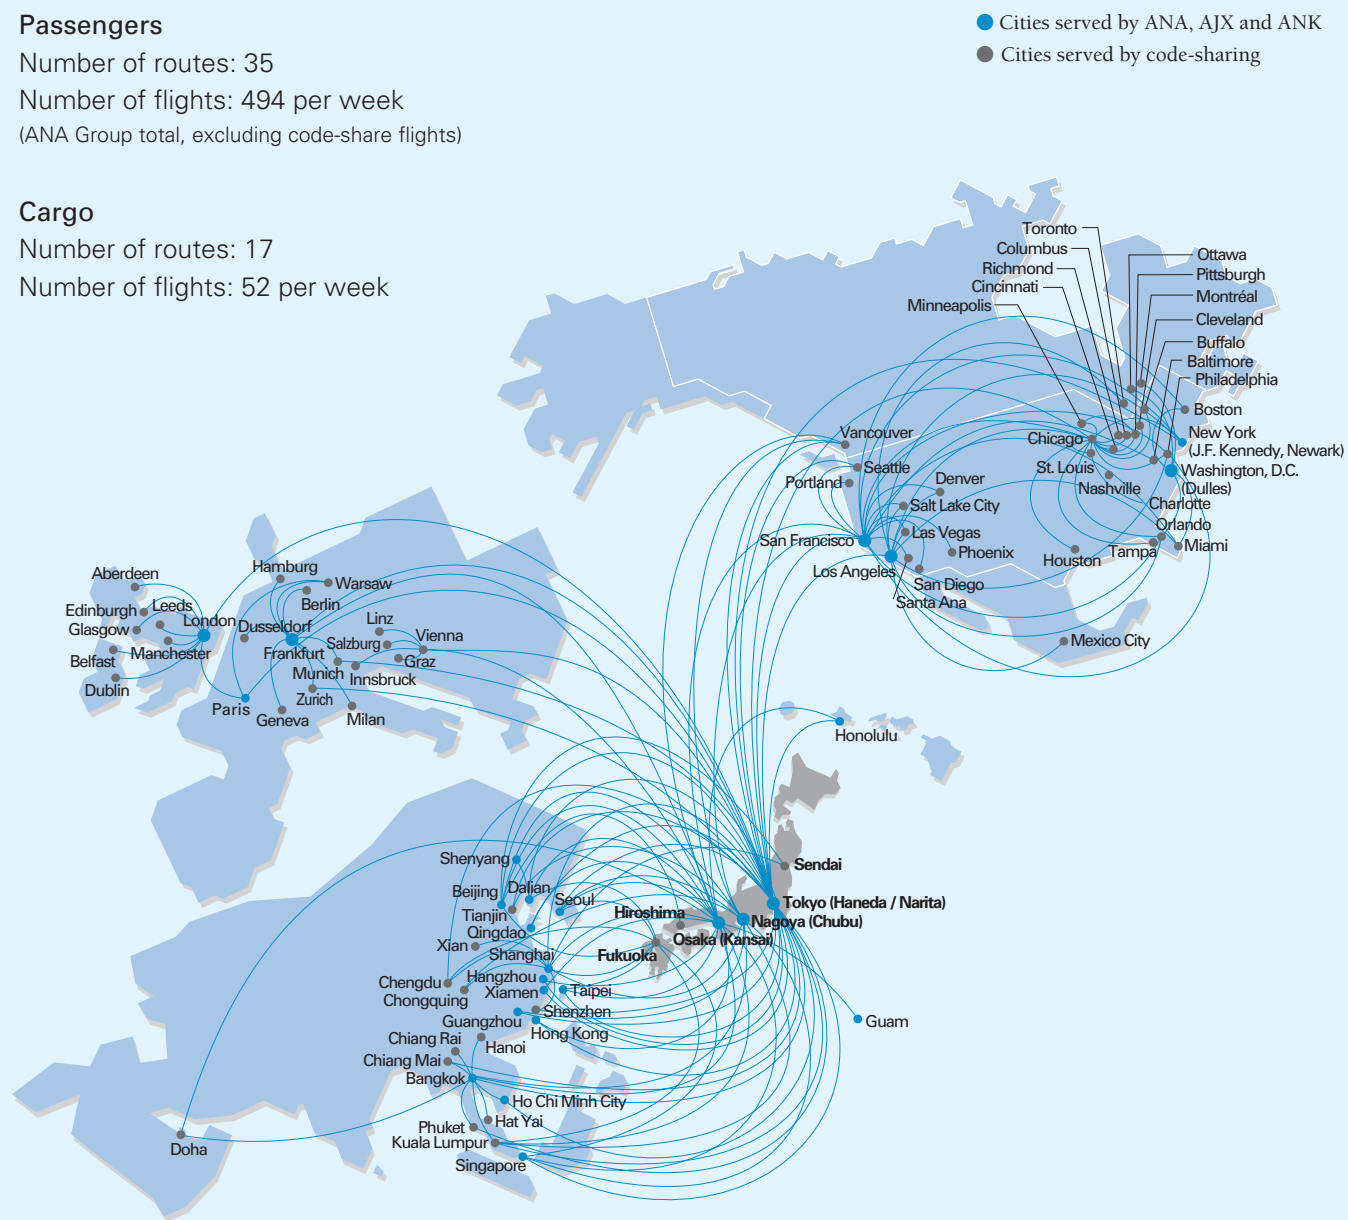 Passengers
Number of routes: 35
Number of flights: 494 per week
(ANA Group total, excluding code-share flights)
Cargo
Number of routes: 17
Number of flights: 52 per week
Cities served by ANA, AJX and ANK
Cities served by code-sharing
Toronto
Columbus
Richmond
Cincinnati
Minneapolis
Ottawa
Pittsburgh
Montréal
Cleveland
Buffalo
Baltimore
Philadelphia
Boston
New York
(J.F. Kennedy, Newark)
Washington, D.C.
(Dulles)
Vancouver
Chicago
Seattle
Portland
St. Louis
Nashville
Denver
Salt Lake City
Charlotte
Orlando
San Francisco
Las Vegas
Phoenix
Tampa
Miami
Houston
Los Angeles
San Diego
Santa Ana
Mexico City
Honolulu
Aberdeen
Hamburg
Warsaw
Berlin
Edinburgh
Leeds
London
Glasgow
Dusseldorf
Linz
Vienna
Manchester
Frankfurt
Salzburg
Belfast
Graz
Munich
Innsbruck
Dublin
Paris
Zurich
Geneva
Milan
Shenyang
Sendai
Beijing
Dalian
Seoul
Tokyo (Haneda / Narita)
Tianjin
Hiroshima
Nagoya (Chubu)
Qingdao
Osaka (Kansai)
Xian
Shanghai
Fukuoka
Chengdu
Hangzhou
Chongquing
Xiamen
Taipei
Shenzhen
Guangzhou
Hong Kong
Guam
Chiang Rai
Hanoi
Chiang Mai
Bangkok
Ho Chi Minh City
Hat Yai
Phuket
Kuala Lumpur
Doha
Singapore